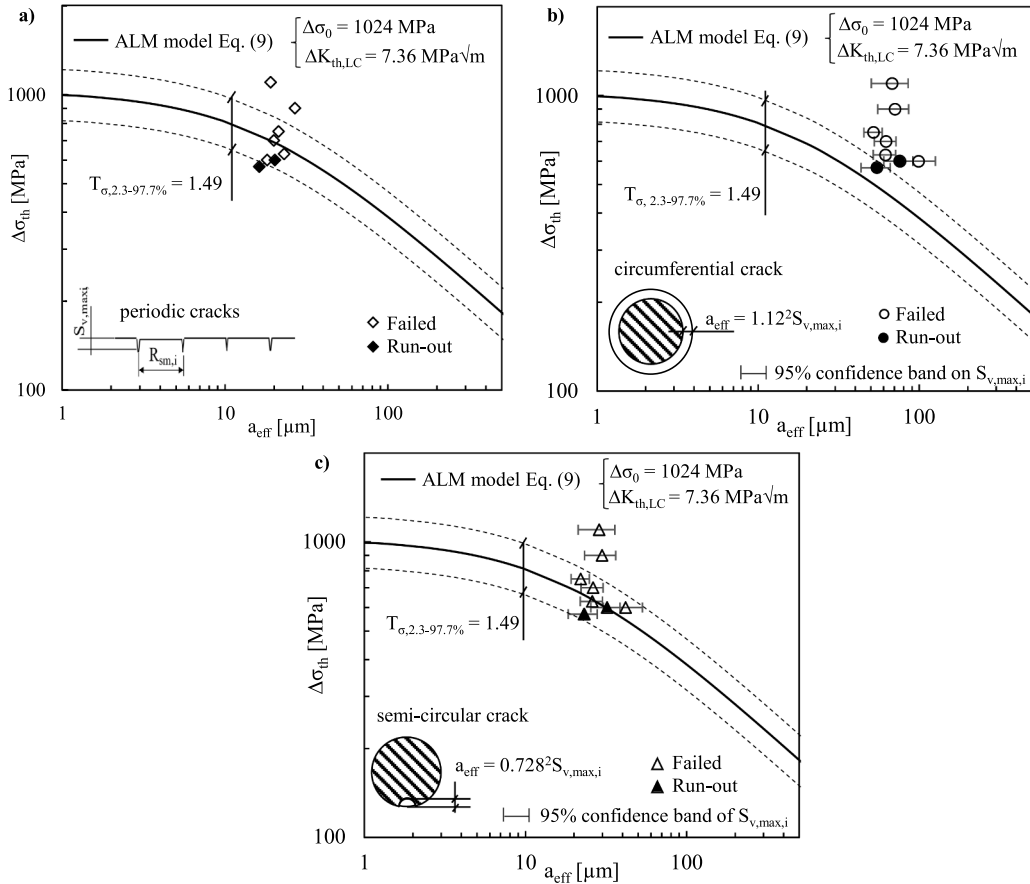 a)
ALM model Eq. (9)
Δσ0 = 1024 MPa
ΔKth,LC = 7.36 MPa√m
1000
100
Δσth [MPa]
Tσ,2.3-97.7% = 1.49
periodic cracks
Sv,maxi
Rsm,i
Failed
Run-out
1
10
100
aeff [µm]
b)
ALM model Eq. (9)
Δσ0 = 1024 MPa
ΔKth,LC = 7.36 MPa√m
1000
100
Δσth [MPa]
Tσ, 2.3-97.7% = 1.49
circumferential crack
aeff = 1.12²Sv,max,i
Failed
Run-out
95% confidence band on Sv,max,i
1
10
100
aeff [µm]
c)
ALM model Eq. (9)
Δσ0 = 1024 MPa
ΔKth,LC = 7.36 MPa√m
1000
100
Δσth [MPa]
Tσ,2.3-97.7% = 1.49
semi-circular crack
aeff = 0.728²Sv,max,i
Failed
Run-out
95% confidence band of Sv,max,i
1
10
100
aeff [µm]